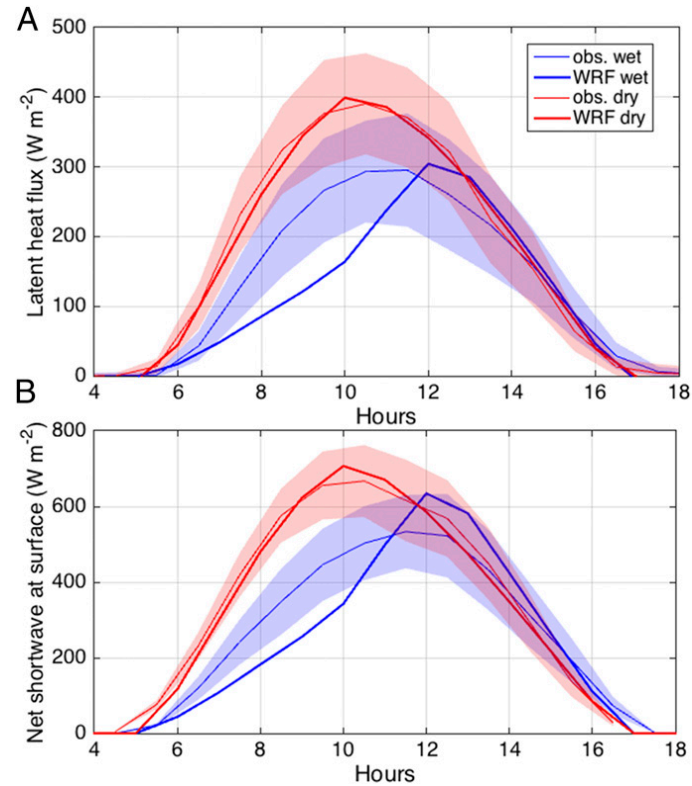 A
Latent heat flux (W m-2)
500
400
300
200
100
0
obs. wet
WRF wet
obs. dry
WRF dry
4 6 8 10 12 14 16 18
Hours
B
Net shortwave at surface (W m-2)
800
600
400
200
0
4 6 8 10 12 14 16 18
Hours